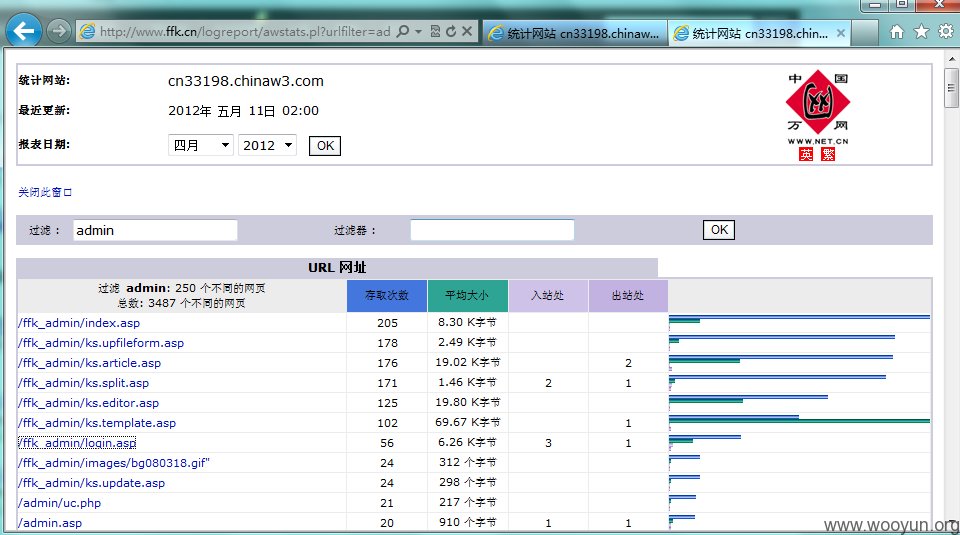 http://www.ffk.cn/logreport/awstats.pl?urlfilter=ad
统计网站 cn33198.chinaw...
统计网站 cn33198.chin...
统计网站: cn33198.chinaw3.com
最近更新: 2012年 五月 11日 02:00
报表日期: 四月 2012 OK
中 国
万 网
WWW.NET.CN
英 繁
关闭此窗口
过滤 : admin 过滤器 : OK
URL 网址
过滤 admin: 250 个不同的网页
总数: 3487 个不同的网页
存取次数 平均大小 入站处 出站处
/ffk_admin/index.asp 205 8.30 K字节
/ffk_admin/ks.upfileform.asp 178 2.49 K字节
/ffk_admin/ks.article.asp 176 19.02 K字节 2
/ffk_admin/ks.split.asp 171 1.46 K字节 2 1
/ffk_admin/ks.editor.asp 125 19.80 K字节
/ffk_admin/ks.template.asp 102 69.67 K字节 1
/ffk_admin/login.asp 56 6.26 K字节 3 1
/ffk_admin/images/bg080318.gif" 24 312 个字节
/ffk_admin/ks.update.asp 24 298 个字节
/admin/uc.php 21 217 个字节
/admin.asp 20 910 个字节 1 1
www.wooyun.org